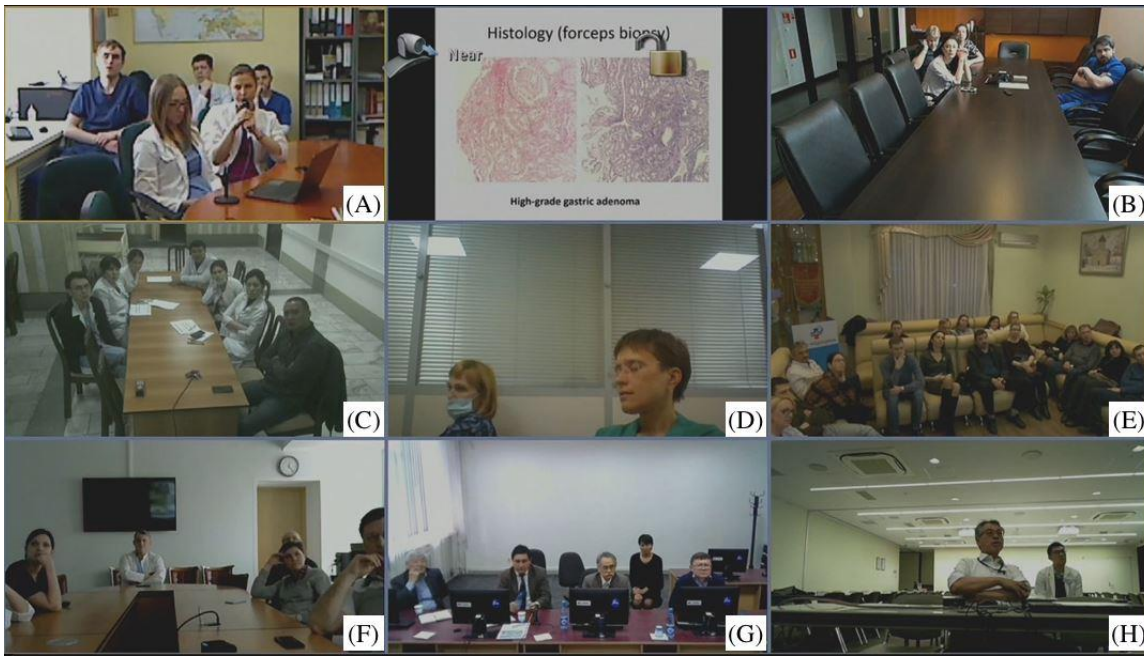 Histology (forceps biopsy)
Near
High-grade gastric adenoma
(A)
(B)
(C)
(D)
(E)
(F)
(G)
(H)